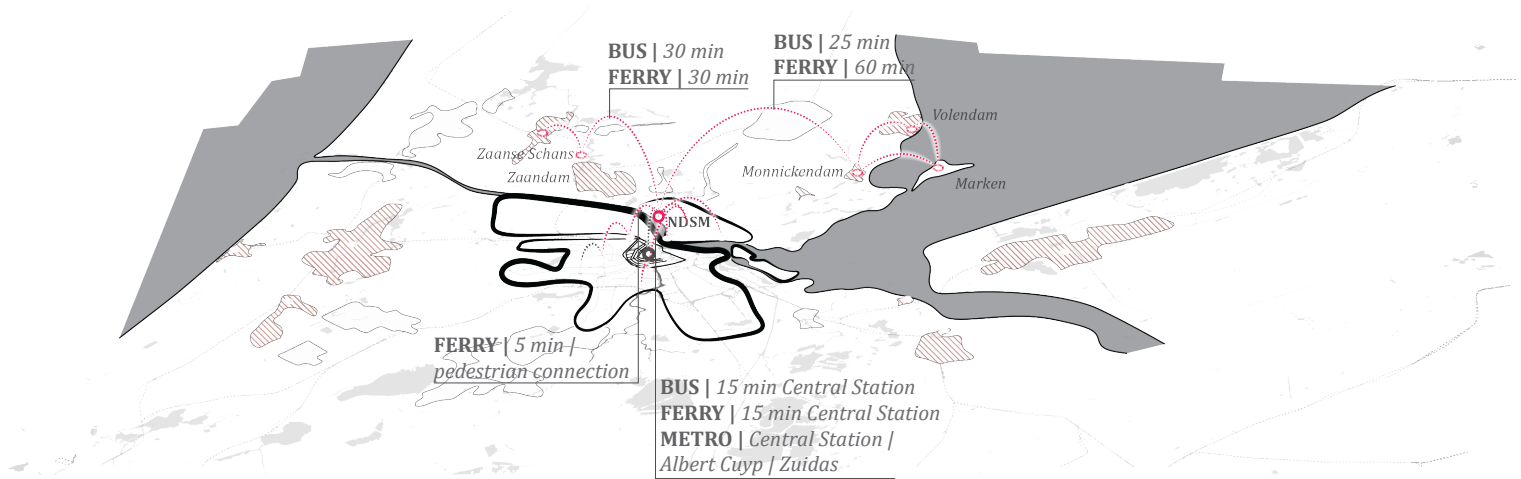 BUS | 30 min
FERRY | 30 min
BUS | 25 min
FERRY | 60 min
Volendam
Zaanse Schans
Zaandam
Monnickendam
Marken
NDSM
FERRY | 5 min |
pedestrian connection
BUS | 15 min Central Station
FERRY | 15 min Central Station
METRO | Central Station |
Albert Cuyp | Zuidas